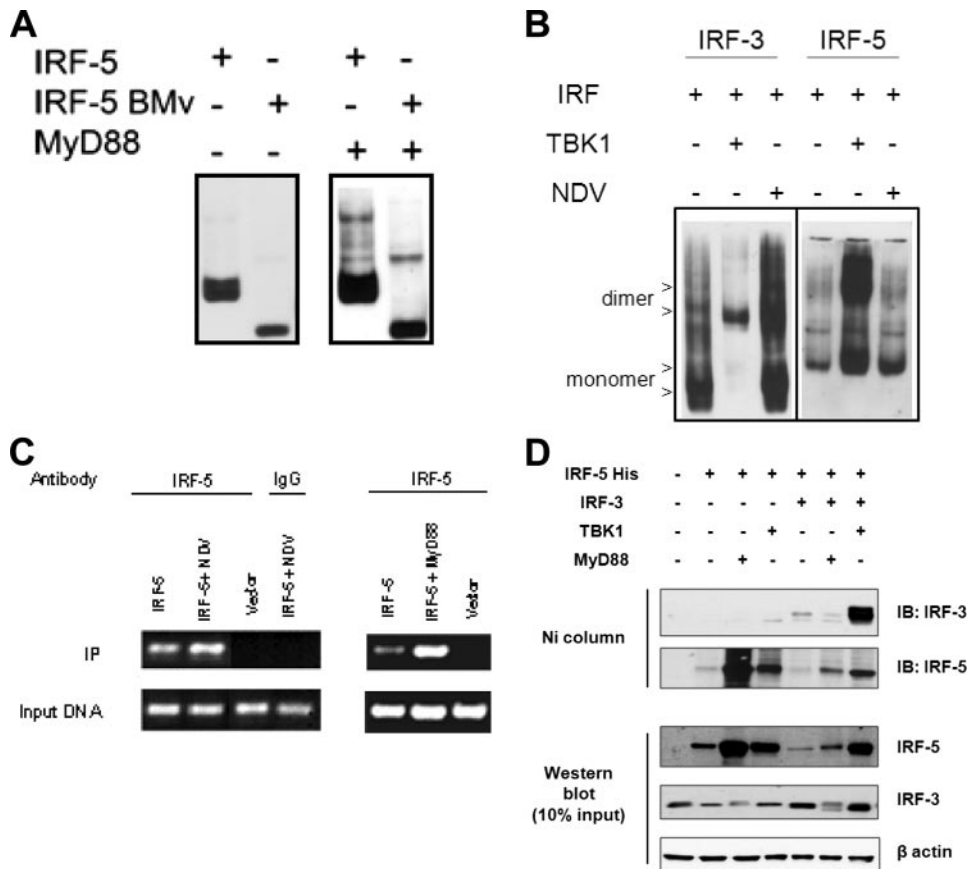 A
IRF-5 + - + -
IRF-5 BMv - + - +
MyD88 - - + +
B
IRF-3 IRF-5
IRF + + + + + +
TBK1 - + - - + -
NDV - - + - - +
dimer > >
monomer > >
C
Antibody IRF-5 IgG IRF-5
IRF-5 IRF-5+NDV Vector IRF-5+NDV IRF-5 IRF-5+MyD88 Vector
IP
Input DNA
D
IRF-5 His - + + + + + +
IRF-3 - - - - + + +
TBK1 - - - + - - +
MyD88 - - + - - + -
Ni column
IB: IRF-3
IB: IRF-5
Western
blot
(10% input)
IRF-5
IRF-3
β actin